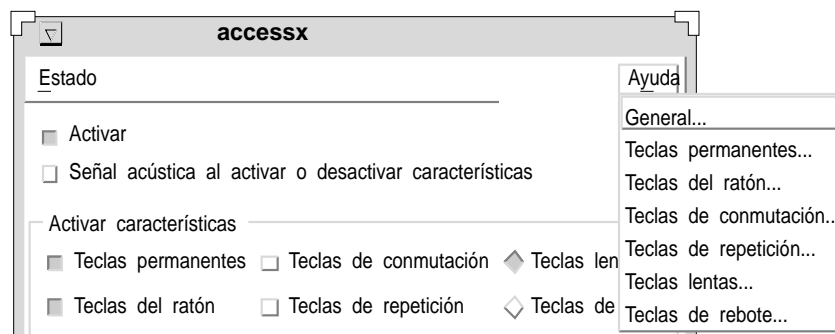 accessx
Estado
Ayuda
Activar
Señal acústica al activar o desactivar características
Activar características
Teclas permanentes
Teclas de conmutación
Teclas
Teclas del ratón
Teclas de repetición
Teclas de
General...
Teclas permanentes...
Teclas del ratón...
Teclas de conmutación..
Teclas de repetición...
Teclas lentas...
Teclas de rebote...